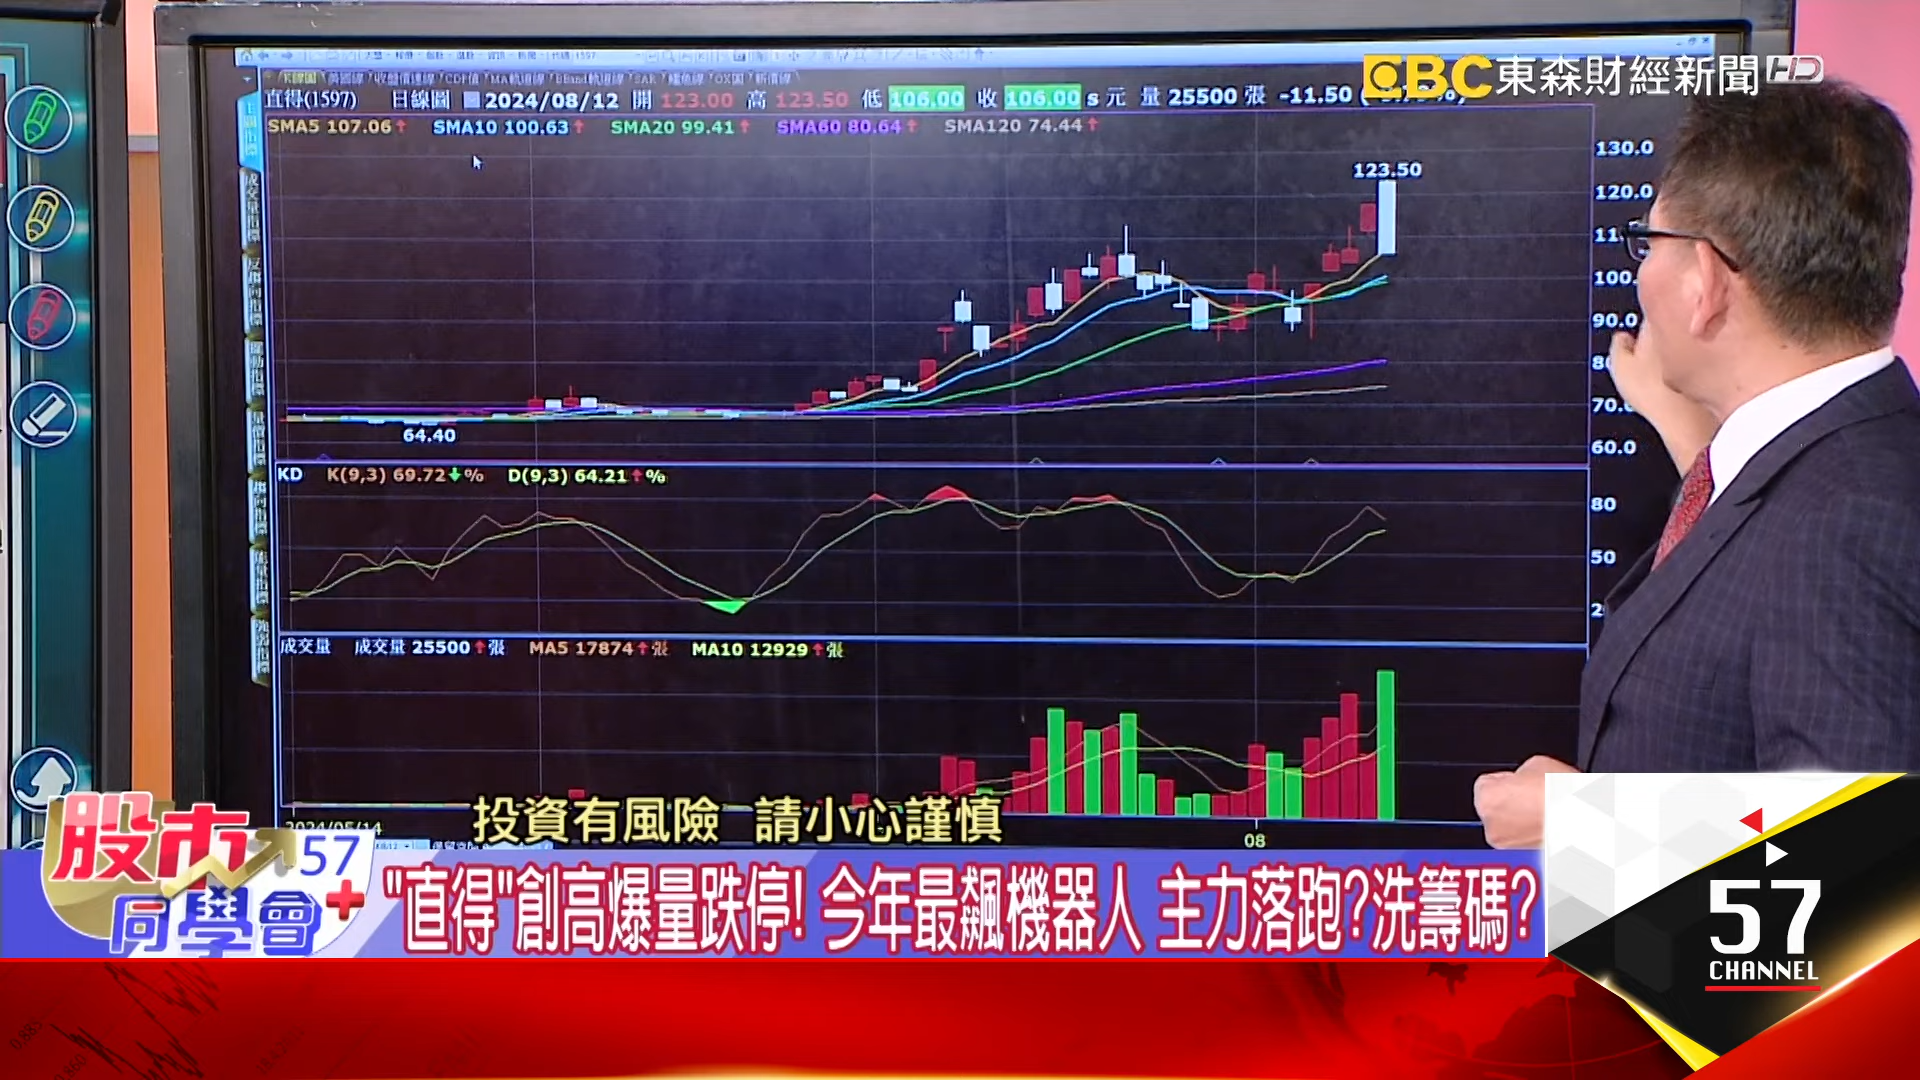 EBC 東森財經新聞 HD
直得(1597) 日線圖 2024/08/12 開 123.00 高 123.50 低 106.00 收 106.00 s 元 量 25500 張 -11.50
SMA5 107.06↑ SMA10 100.63↑ SMA20 99.41↑ SMA60 80.64↑ SMA120 74.44↑
130.0
123.50
120.0
100.
90.0
70.
64.40
60.0
KD K(9,3) 69.72↓% D(9,3) 64.21↑%
80
50
成交量 成交量 25500↑張 MA5 17874↑張 MA10 12929↑張
2024/05/14
08
投資有風險 請小心謹慎
股市 57
同學會+
"直得"創高爆量跌停! 今年最飆機器人 主力落跑?洗籌碼?
57
CHANNEL